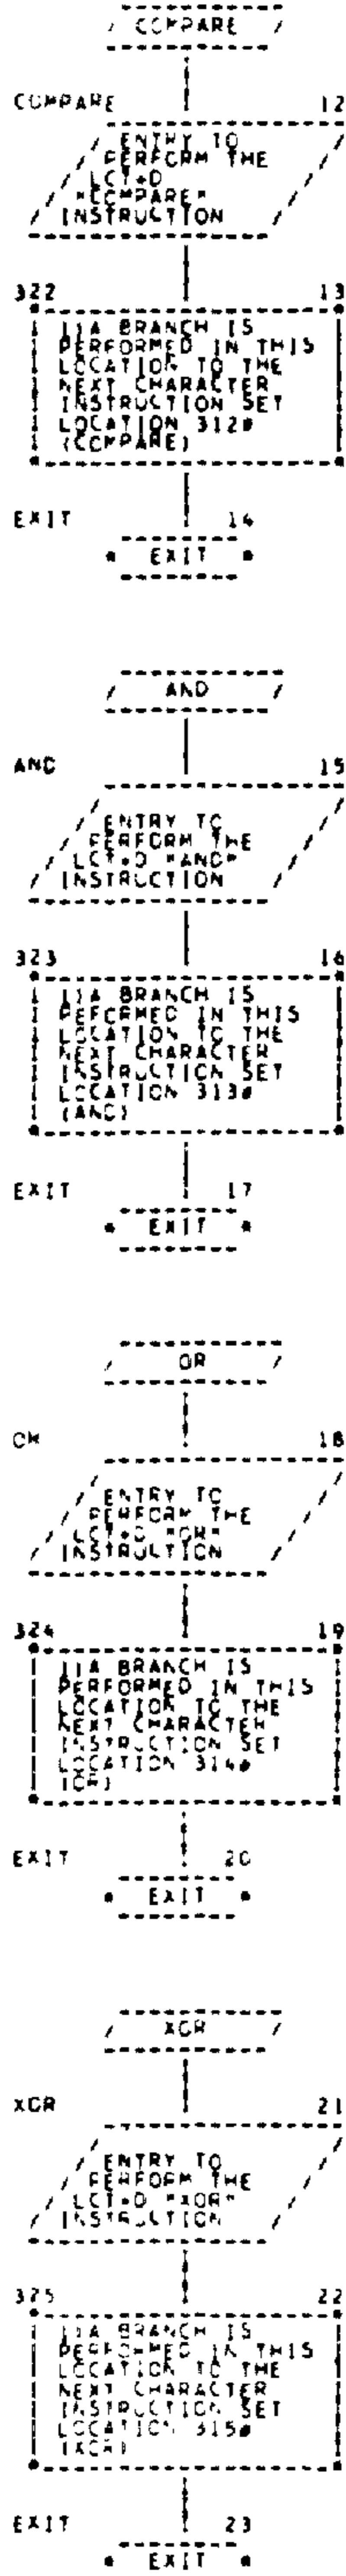 / COMPARE /
COMPARE 12
ENTRY TO
PERFORM THE
LCT+D
"COMPARE"
INSTRUCTION
322 13
1)A BRANCH IS
PERFORMED IN THIS
LOCATION TO THE
NEXT CHARACTER
INSTRUCTION SET
LOCATION 312#
(COMPARE)
EXIT 14
* EXIT *
/ AND /
AND 15
ENTRY TO
PERFORM THE
LCT+D "AND"
INSTRUCTION
323 16
1)A BRANCH IS
PEFORMED IN THIS
LOCATION TO THE
NEXT CHARACTER
INSTRUCTION SET
LOCATION 313#
(AND)
EXIT 17
* EXIT *
/ OR /
OR 18
ENTRY TO
PERFORM THE
LCT+D "OR"
INSTRUCTION
324 19
1)A BRANCH IS
PERFORMED IN THIS
LOCATION TO THE
NEXT CHARACTER
INSTRUCTION SET
LOCATION 314#
(OR)
EXIT 20
* EXIT *
/ XOR /
XOR 21
ENTRY TO
PERFORM THE
LCT+D "XOR"
INSTRUCTION
325 22
1)A BRANCH IS
PERFORMED IN THIS
LOCATION TO THE
NEXT CHARACTER
INSTRUCTION SET
LOCATION 315#
(XOR)
EXIT 23
* EXIT *